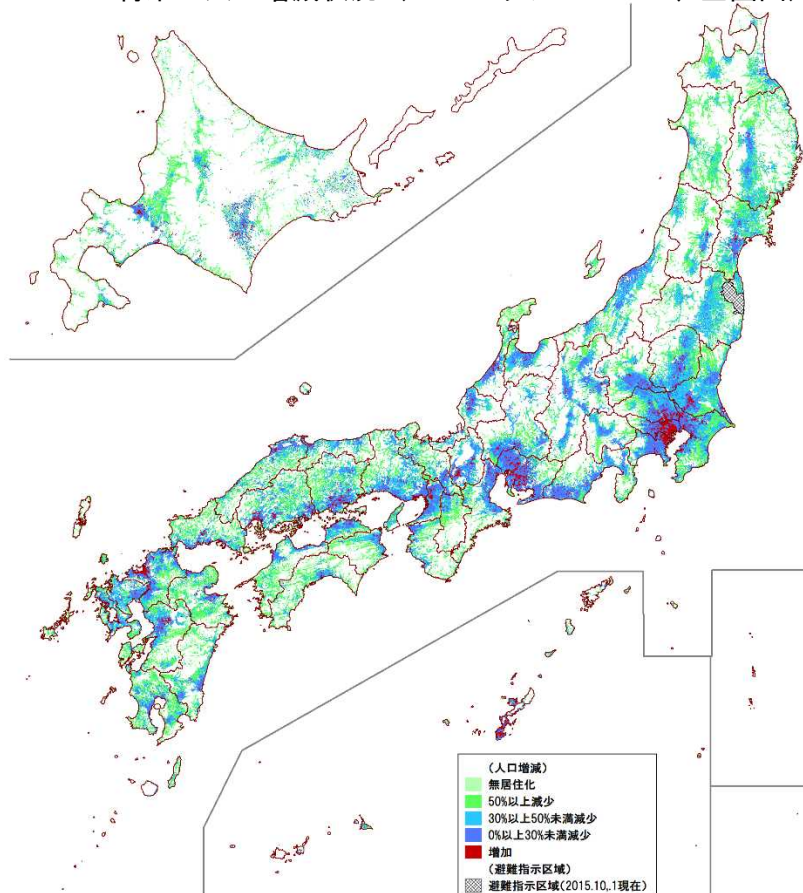 (人口増減)
無居住化
50%以上減少
30%以上50%未満減少
0%以上30%未満減少
増加
(避難指示区域)
避難指示区域(2015.10,.1現在)